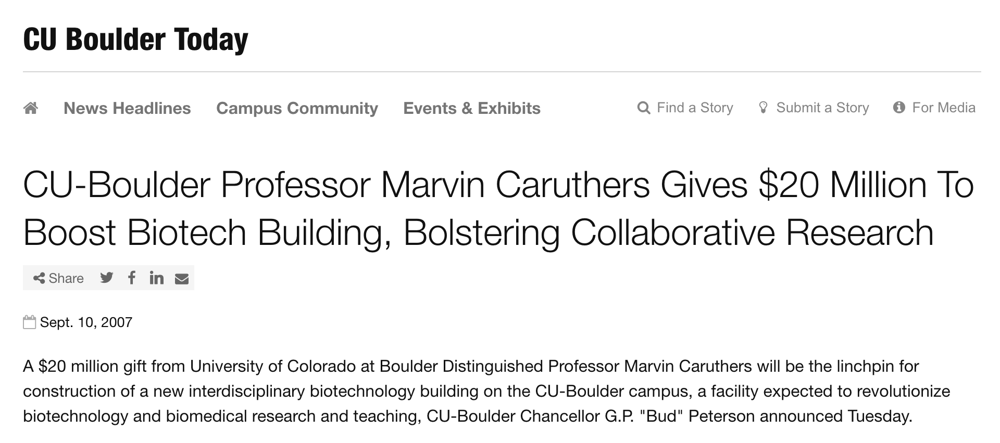 CU Boulder Today
News Headlines Campus Community Events & Exhibits Find a Story Submit a Story For Media
CU-Boulder Professor Marvin Caruthers Gives $20 Million To
Boost Biotech Building, Bolstering Collaborative Research
Share
Sept. 10, 2007
A $20 million gift from University of Colorado at Boulder Distinguished Professor Marvin Caruthers will be the linchpin for
construction of a new interdisciplinary biotechnology building on the CU-Boulder campus, a facility expected to revolutionize
biotechnology and biomedical research and teaching, CU-Boulder Chancellor G.P. "Bud" Peterson announced Tuesday.